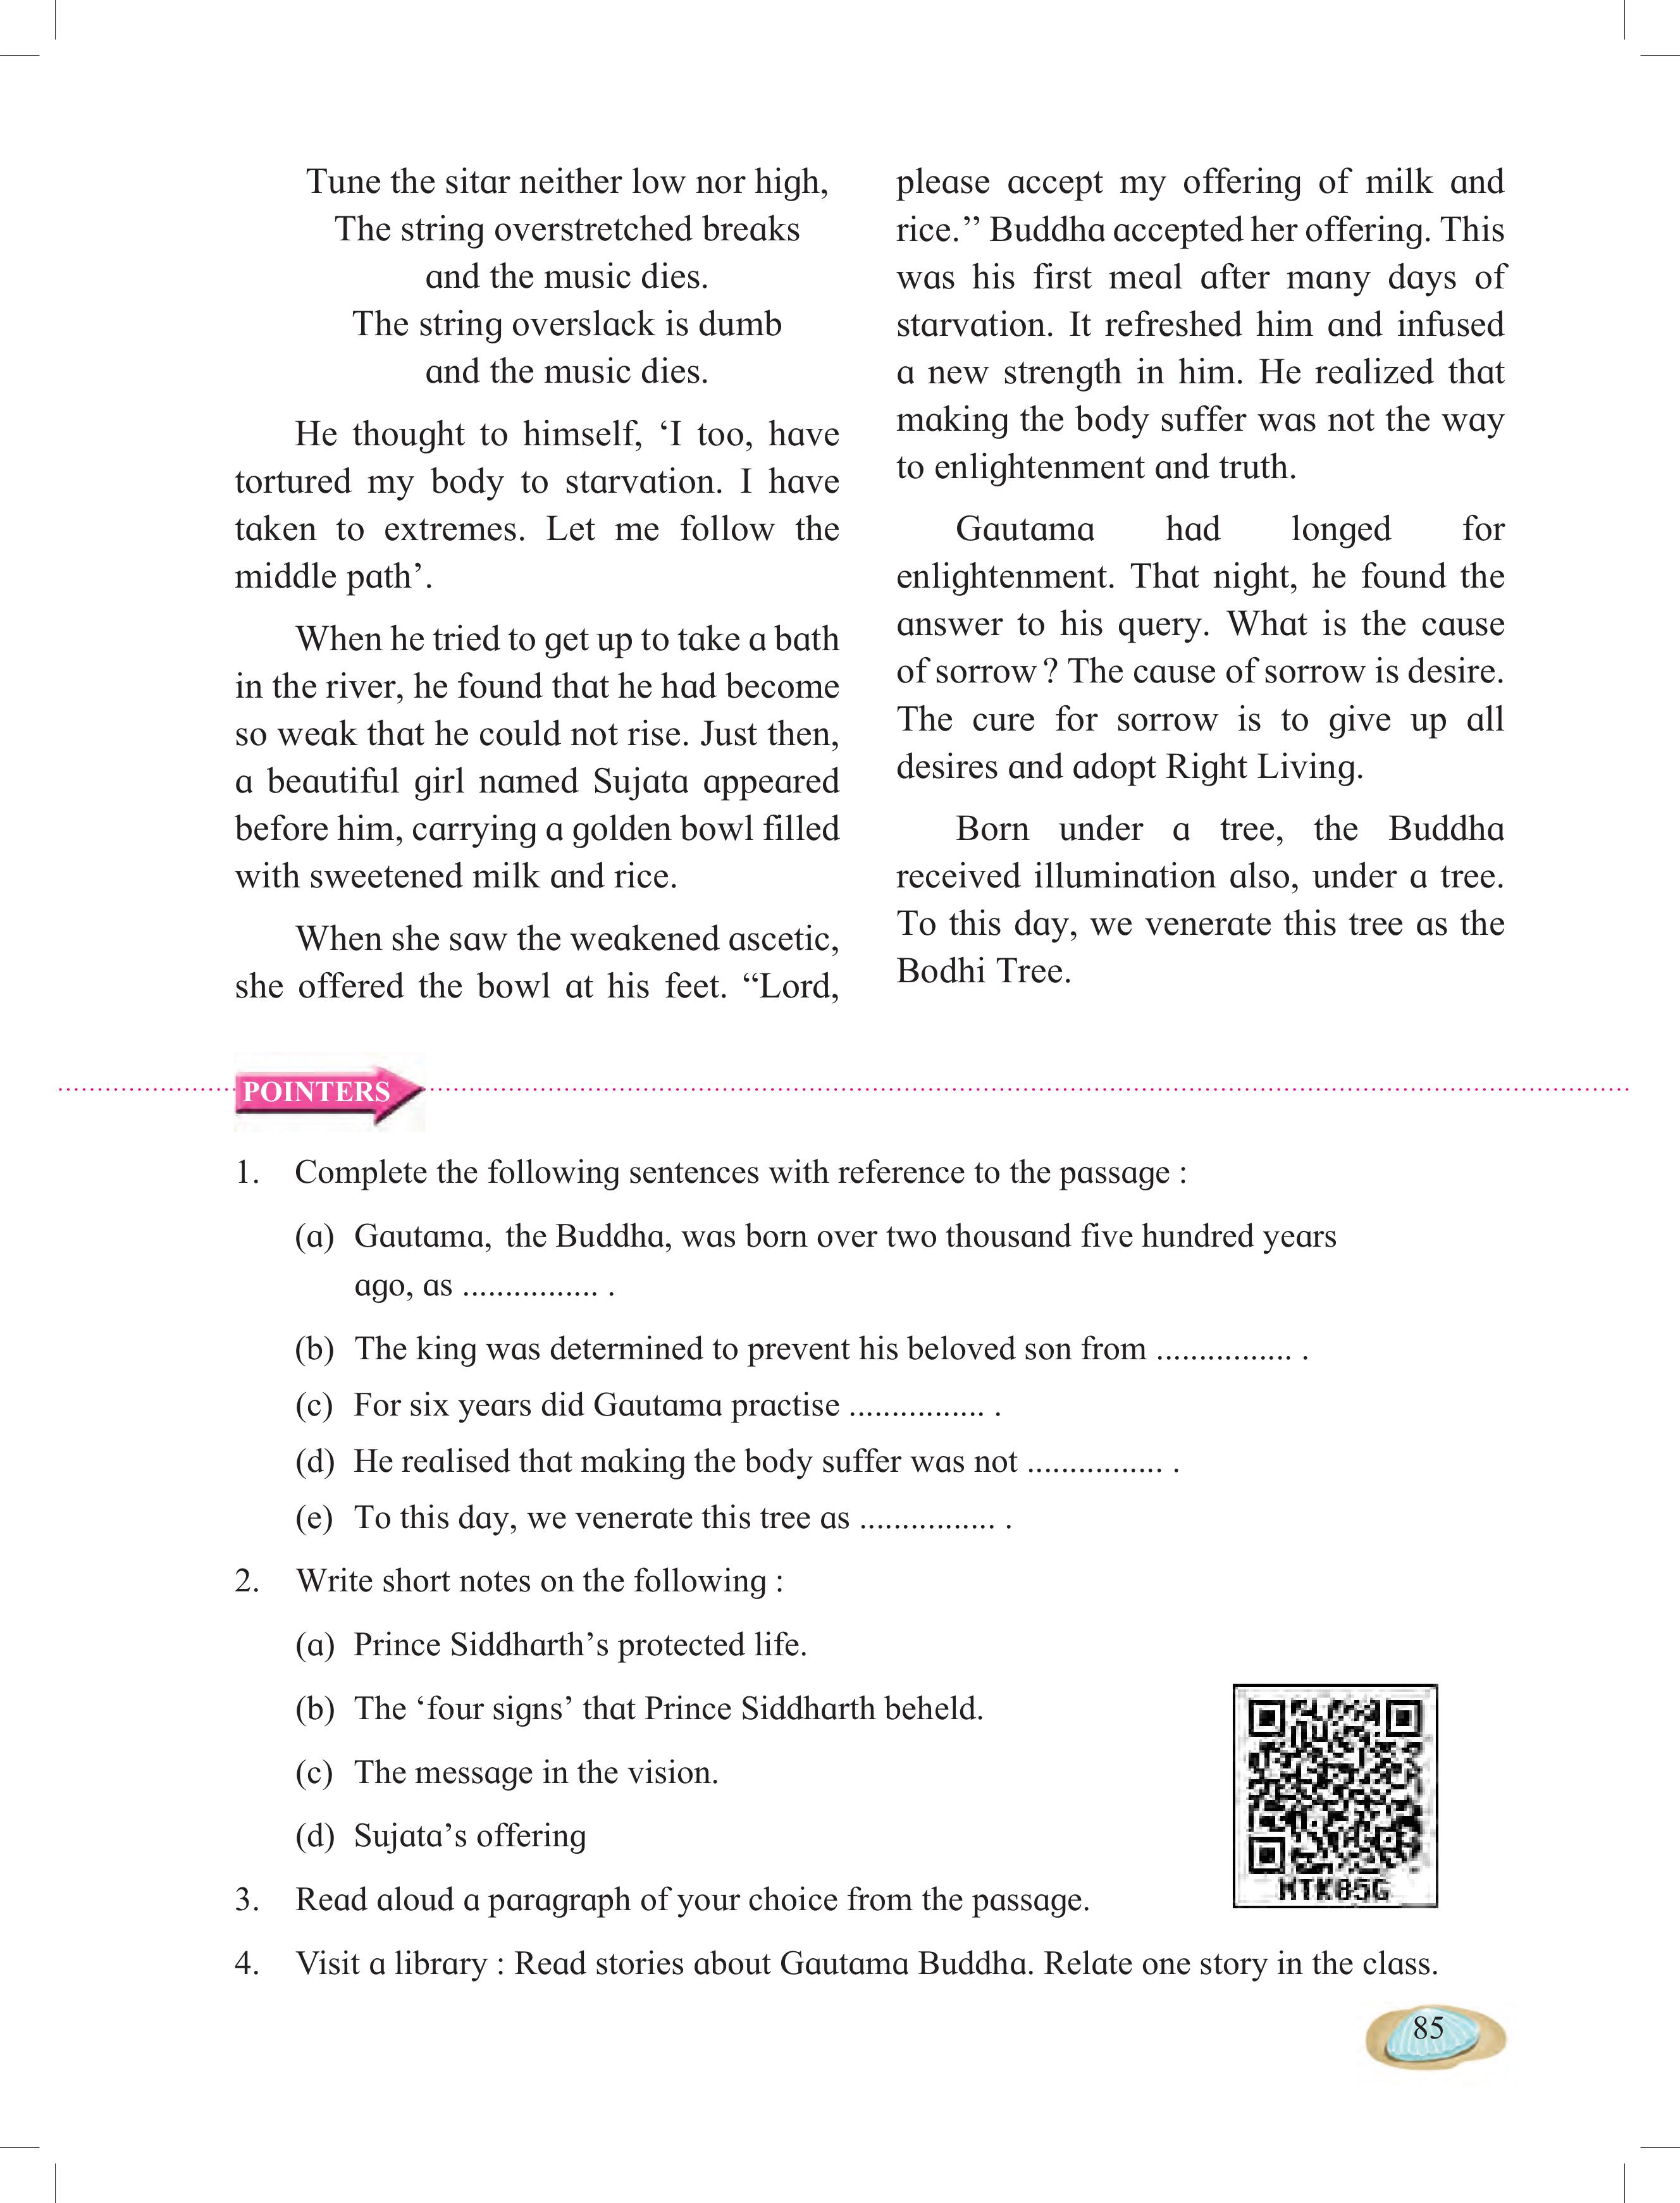 Tune the sitar neither low nor high,
The string overstretched breaks
and the music dies.
The string overslack is dumb
and the music dies.
He thought to himself, ‘I too, have
tortured my body to starvation. I have
taken to extremes. Let me follow the
middle path’.
When he tried to get up to take a bath
in the river, he found that he had become
so weak that he could not rise. Just then,
a beautiful girl named Sujata appeared
before him, carrying a golden bowl filled
with sweetened milk and rice.
When she saw the weakened ascetic,
she offered the bowl at his feet. “Lord,
please accept my offering of milk and
rice.’’ Buddha accepted her offering. This
was his first meal after many days of
starvation. It refreshed him and infused
a new strength in him. He realized that
making the body suffer was not the way
to enlightenment and truth.
Gautama had longed for
enlightenment. That night, he found the
answer to his query. What is the cause
of sorrow ? The cause of sorrow is desire.
The cure for sorrow is to give up all
desires and adopt Right Living.
Born under a tree, the Buddha
received illumination also, under a tree.
To this day, we venerate this tree as the
Bodhi Tree.
POINTERS
1. Complete the following sentences with reference to the passage :
(a) Gautama, the Buddha, was born over two thousand five hundred years
ago, as ................ .
(b) The king was determined to prevent his beloved son from ................ .
(c) For six years did Gautama practise ................ .
(d) He realised that making the body suffer was not ................ .
(e) To this day, we venerate this tree as ................ .
2. Write short notes on the following :
(a) Prince Siddharth’s protected life.
(b) The ‘four signs’ that Prince Siddharth beheld.
(c) The message in the vision.
(d) Sujata’s offering
3. Read aloud a paragraph of your choice from the passage.
4. Visit a library : Read stories about Gautama Buddha. Relate one story in the class.
85